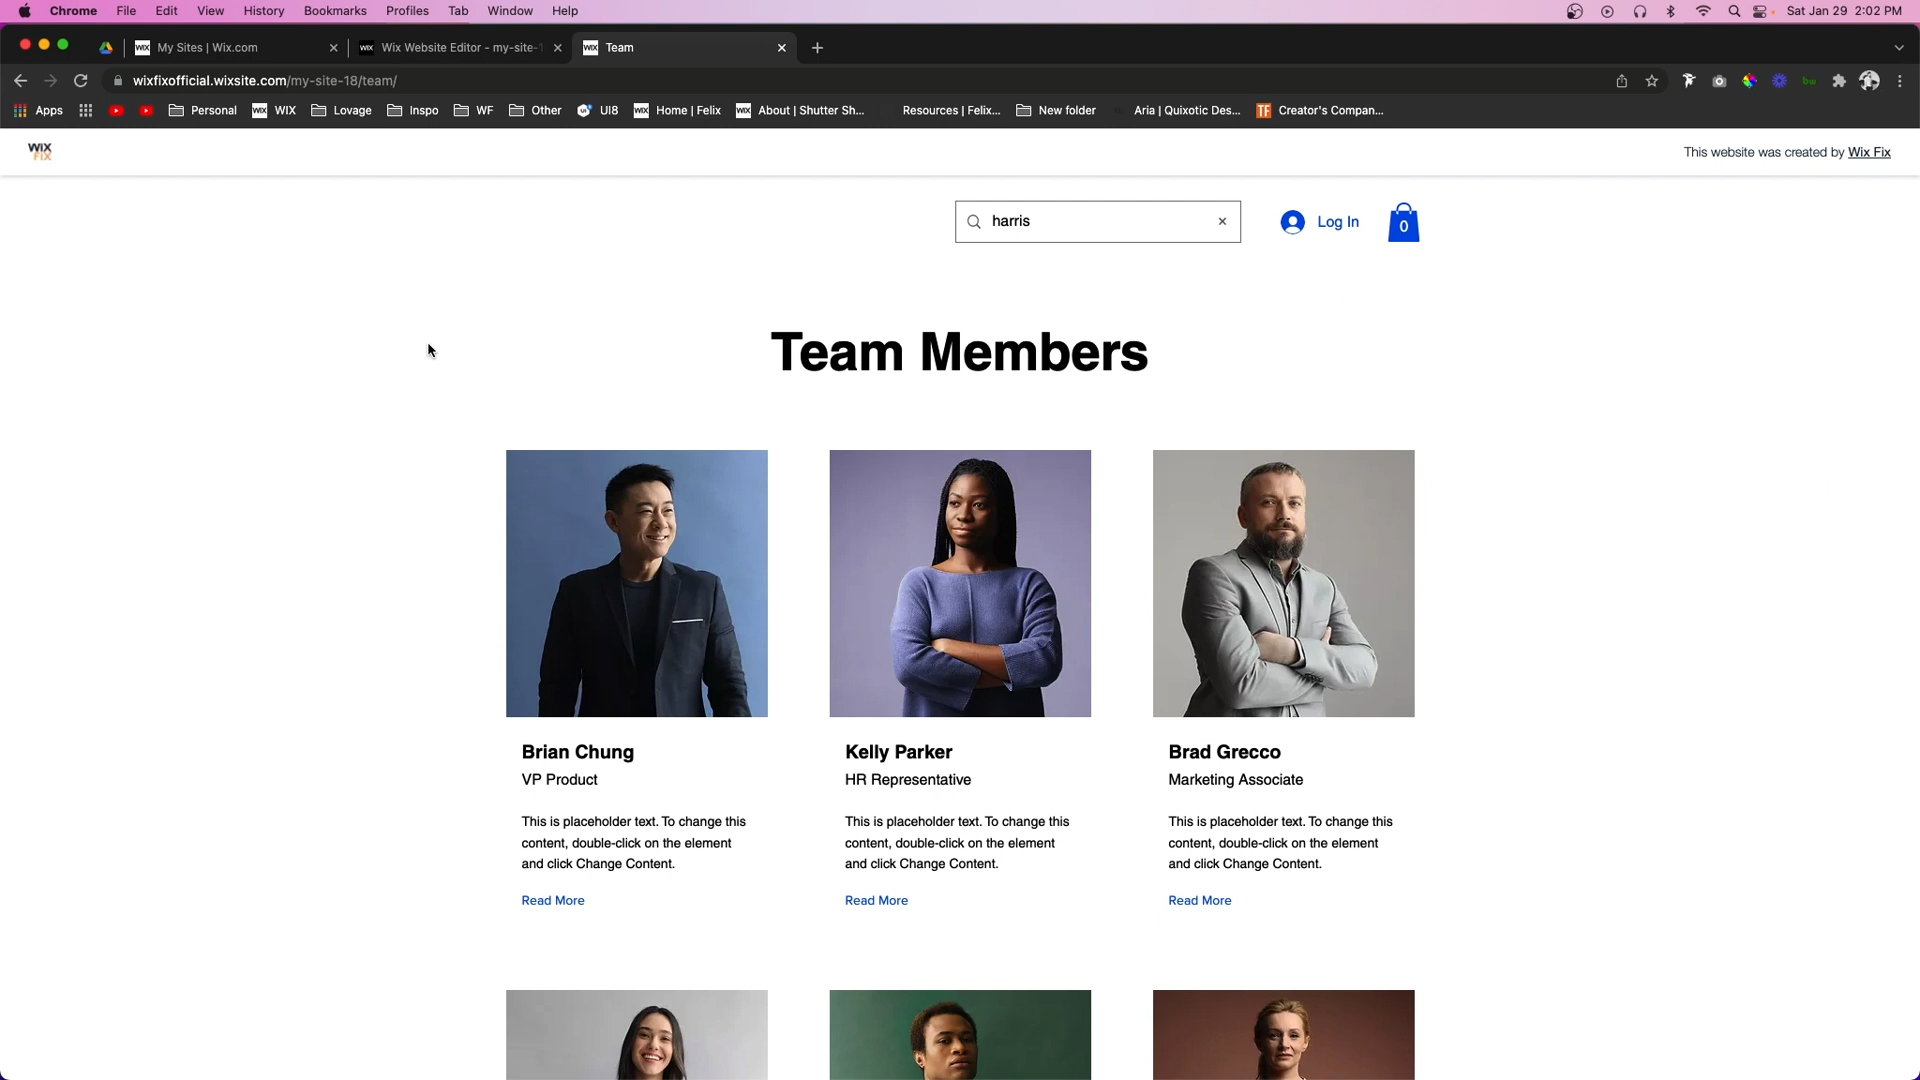 Chrome File Edit View History Bookmarks Profiles Tab Window Help Sat Jan 29 2:02 PM
WiX My Sites | Wix.com WiX Wix Website Editor - my-site-1 WiX Team
wixfixofficial.wixsite.com/my-site-18/team/
Apps Personal WiX WIX Lovage Inspo WF Other UI8 WiX Home | Felix WiX About | Shutter Sh... Resources | Felix... New folder Aria | Quixotic Des... TF Creator's Compan...
WIX
FIX
This website was created by Wix Fix
harris Log In 0
Team Members
Brian Chung
VP Product
This is placeholder text. To change this
content, double-click on the element
and click Change Content.
Read More
Kelly Parker
HR Representative
This is placeholder text. To change this
content, double-click on the element
and click Change Content.
Read More
Brad Grecco
Marketing Associate
This is placeholder text. To change this
content, double-click on the element
and click Change Content.
Read More